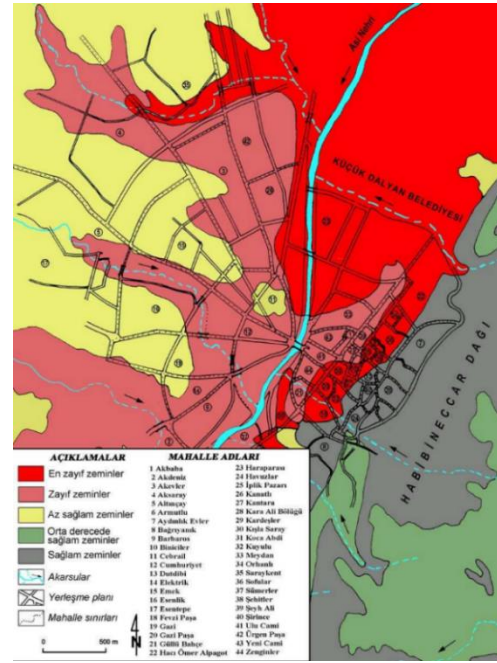 Asi Nehri
KÜÇÜK DALYAN BELEDİYESİ
HABIBİNECCAR DAĞI
AÇIKLAMALAR
En zayıf zeminler
Zayıf zeminler
Az sağlam zeminler
Orta derecede
sağlam zeminler
Sağlam zeminler
Akarsular
Yerleşme planı
Mahalle sınırları
0
500 m
N
MAHALLE ADLARI
1 Akbaba
2 Akdeniz
3 Akevler
4 Aksaray
5 Altınçay
6 Armutlu
7 Aydınlık Evler
8 Bağrıyanık
9 Barbaros
10 Biniciler
11 Cebrail
12 Cumhuriyet
13 Dutdibi
14 Elektrik
15 Emek
16 Esenlik
17 Esentepe
18 Fevzi Paşa
19 Gazi
20 Gazi Paşa
21 Güllü Bahçe
22 Hacı Ömer Alpagot
23 Haraparası
24 Havuzlar
25 İplik Pazarı
26 Kanatlı
27 Kantara
28 Kara Ali Bölüğü
29 Kardeşler
30 Kışla Saray
31 Koca Abdi
32 Kuyulu
33 Meydan
34 Orhanlı
35 Saraykent
36 Sofular
37 Sümerler
38 Şehitler
39 Şeyh Ali
40 Şirince
41 Ulu Cami
42 Ürgen Paşa
43 Yeni Cami
44 Zenginler